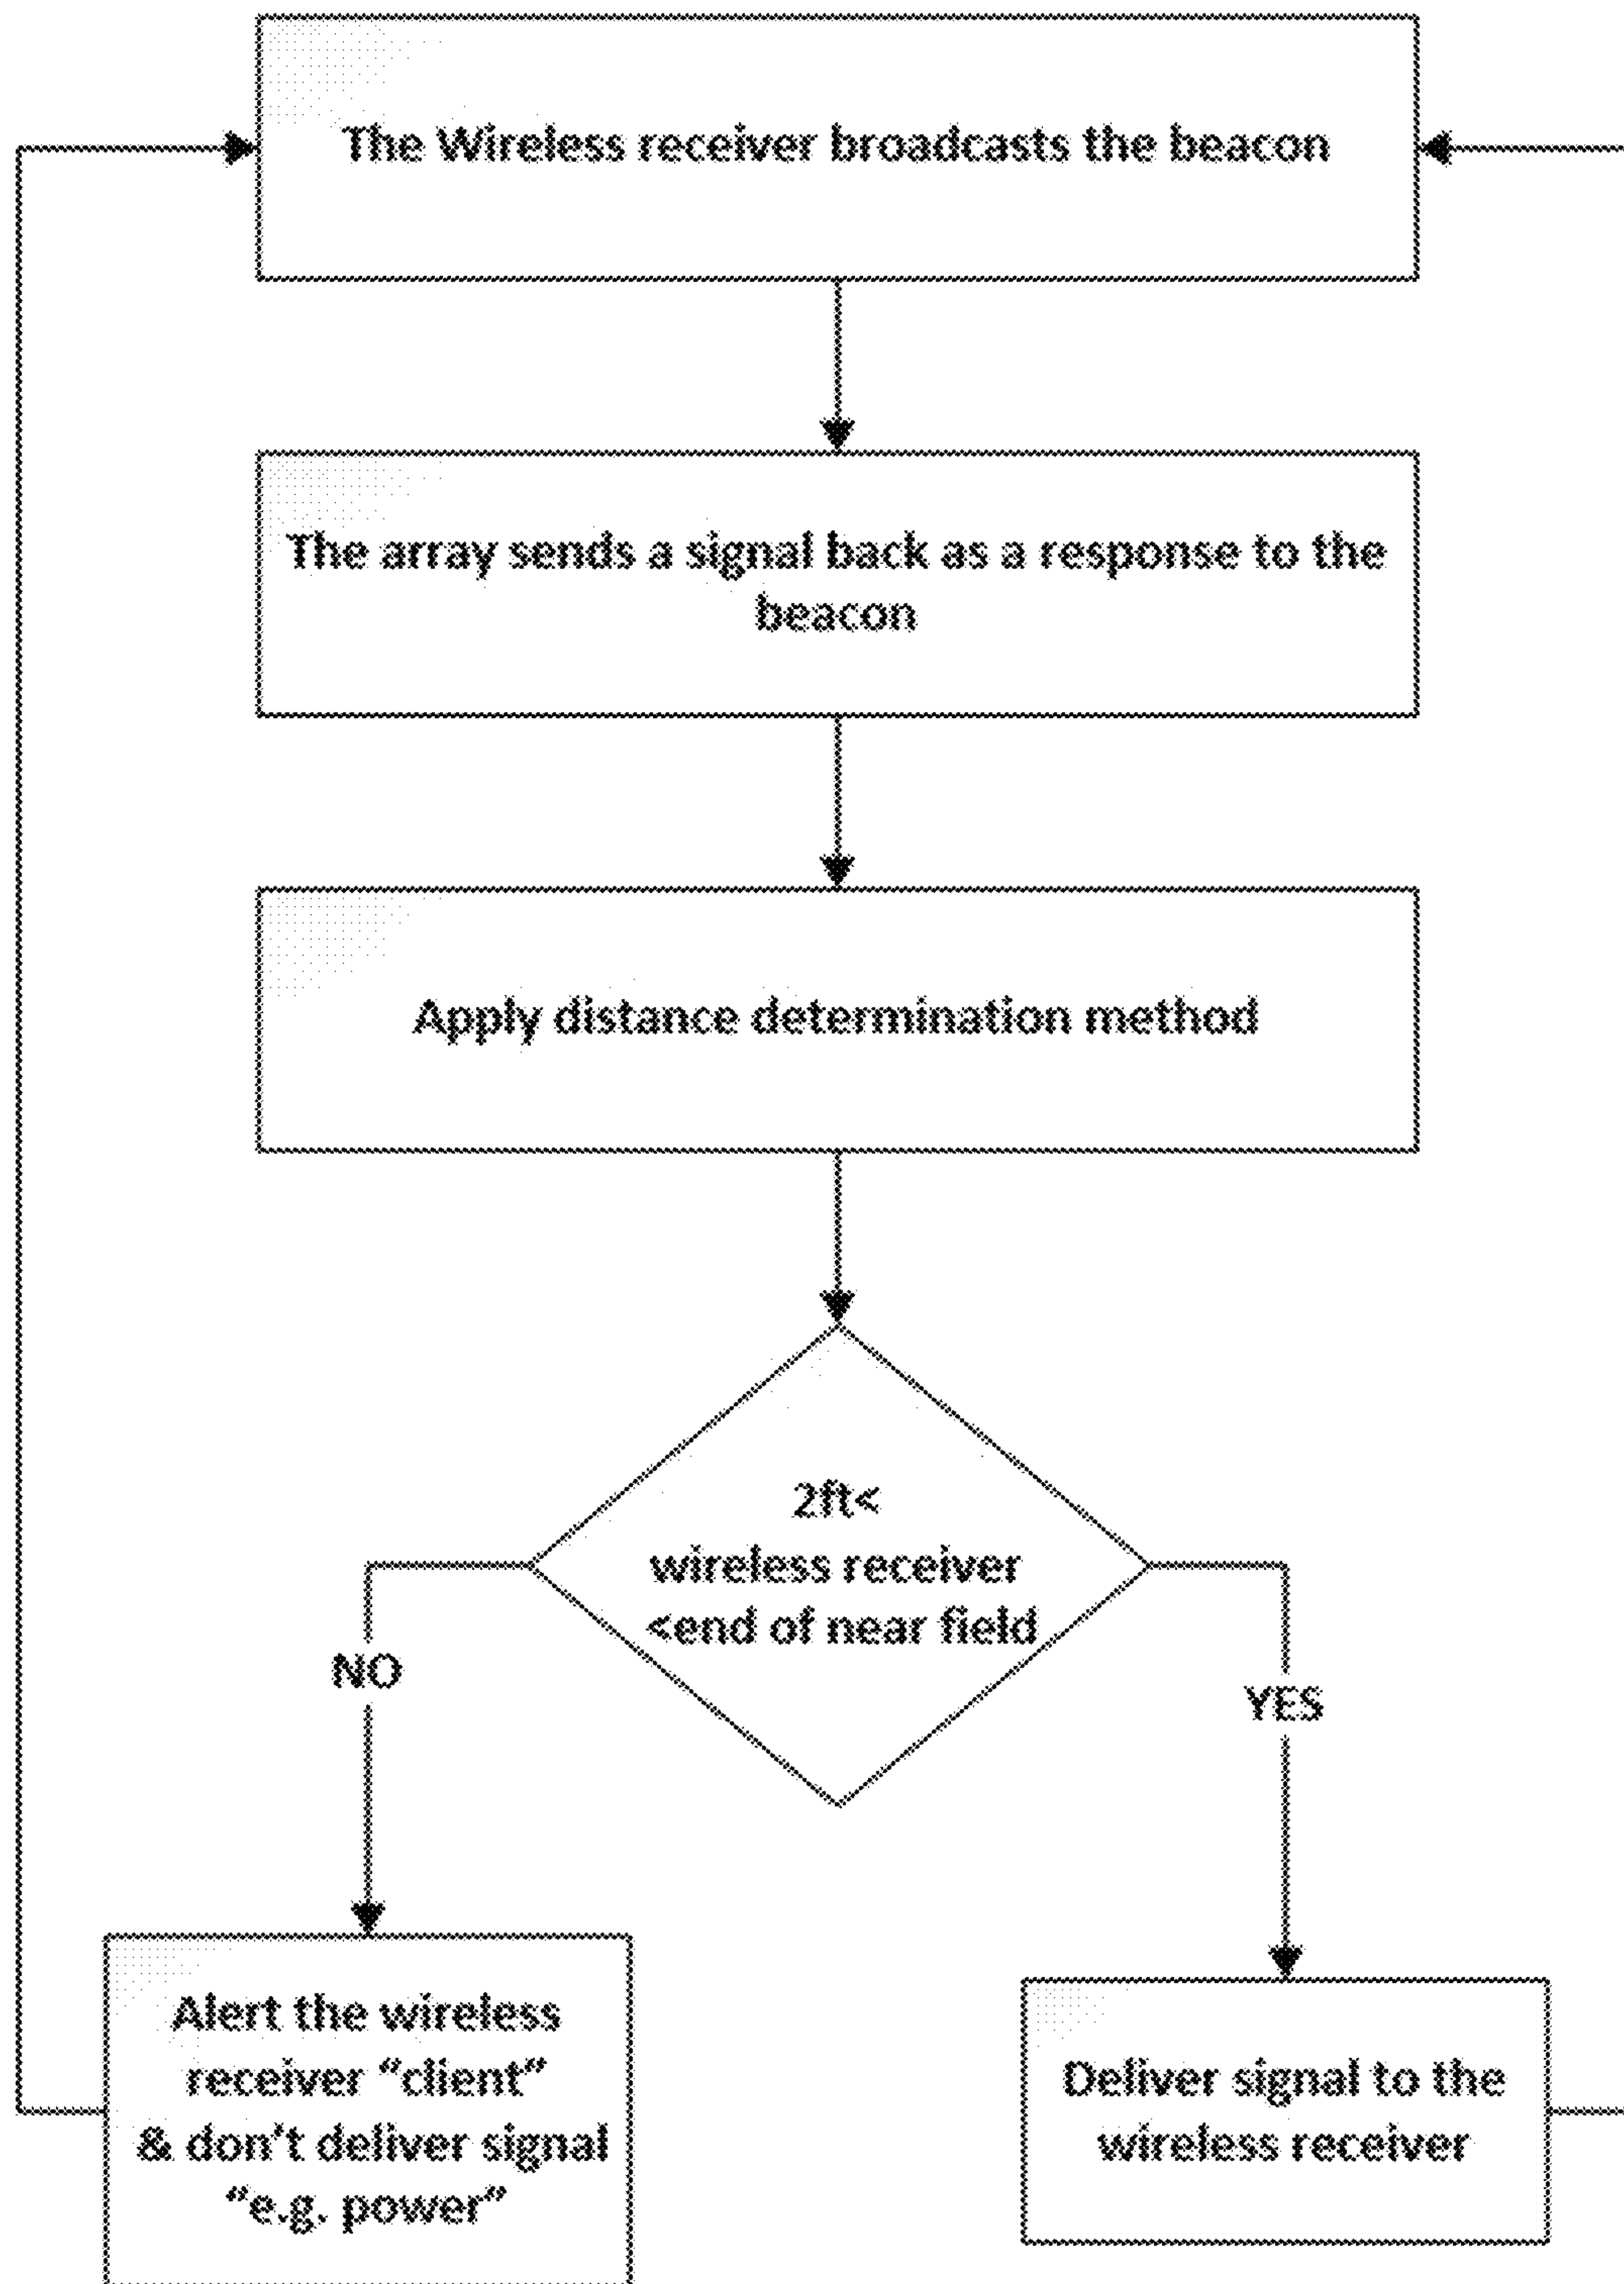 The Wireless receiver broadcasts the beacon
The array sends a signal back as a response to the
beacon
Apply distance determination method
2ft<
wireless receiver
<end of near field
NO
YES
Alert the wireless
receiver “client“
& don't deliver signal
“e.g. power”
Deliver signal to the
wireless receiver